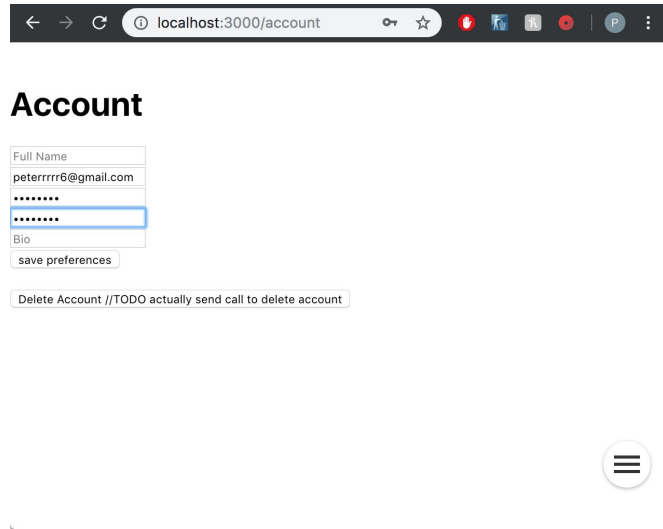 localhost:3000/account
P
Account
Full Name
peterrrrr6@gmail.com
••••••••
••••••••
Bio
save preferences
Delete Account //TODO actually send call to delete account